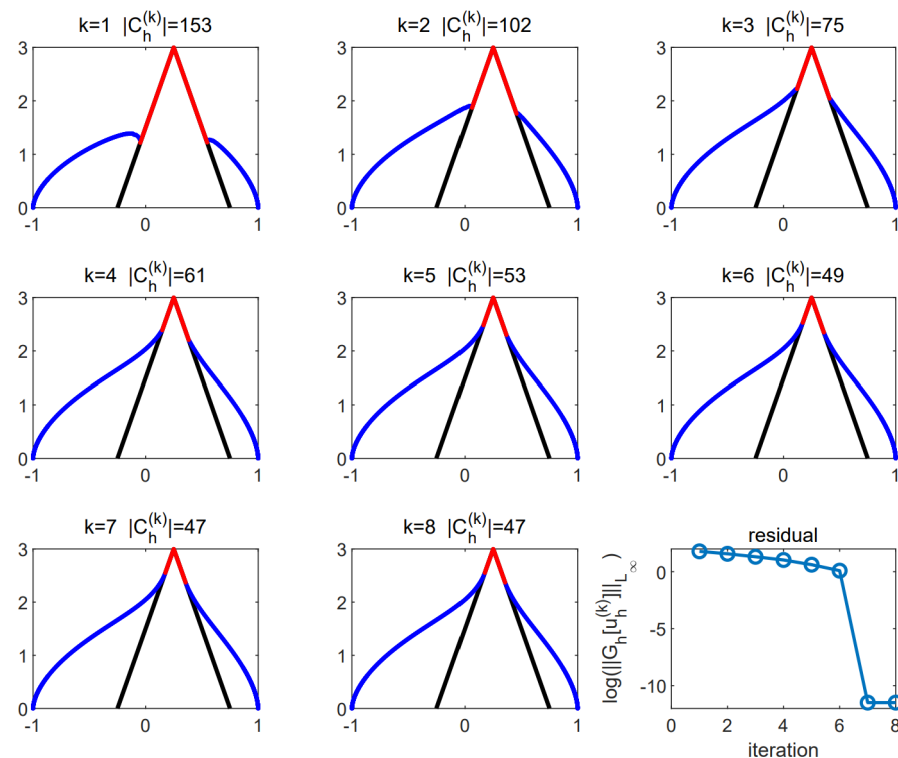 k=1 |C_h^{(k)}|=153
3
2
1
0
-1 0 1
k=2 |C_h^{(k)}|=102
3
2
1
0
-1 0 1
k=3 |C_h^{(k)}|=75
3
2
1
0
-1 0 1
k=4 |C_h^{(k)}|=61
3
2
1
0
-1 0 1
k=5 |C_h^{(k)}|=53
3
2
1
0
-1 0 1
k=6 |C_h^{(k)}|=49
3
2
1
0
-1 0 1
k=7 |C_h^{(k)}|=47
3
2
1
0
-1 0 1
k=8 |C_h^{(k)}|=47
3
2
1
0
-1 0 1
residual
log(||G_h[u_h^{(k)}]||_{L_∞})
0
-5
-10
0 2 4 6 8
iteration